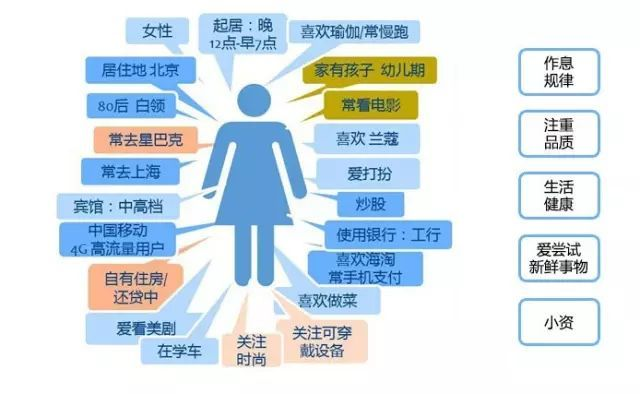 女性
起居：晚
12点-早7点
喜欢瑜伽/常慢跑
居住地 北京
家有孩子 幼儿期
80后 白领
常看电影
常去星巴克
喜欢 兰蔻
常去上海
爱打扮
宾馆：中高档
炒股
中国移动
4G 高流量用户
使用银行：工行
自有住房/
还贷中
喜欢海淘
常手机支付
爱看美剧
喜欢做菜
在学车
关注
时尚
关注可穿
戴设备
作息
规律
注重
品质
生活
健康
爱尝试
新鲜事物
小资